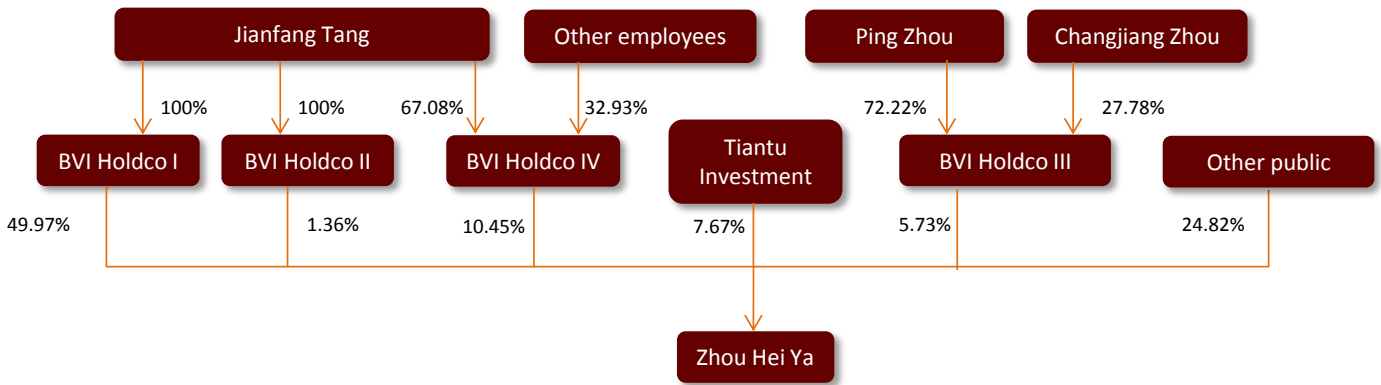 Jianfang Tang
Other employees
Ping Zhou
Changjiang Zhou
100%
100%
67.08%
32.93%
72.22%
27.78%
BVI Holdco I
BVI Holdco II
BVI Holdco IV
Tiantu
Investment
BVI Holdco III
Other public
49.97%
1.36%
10.45%
7.67%
5.73%
24.82%
Zhou Hei Ya